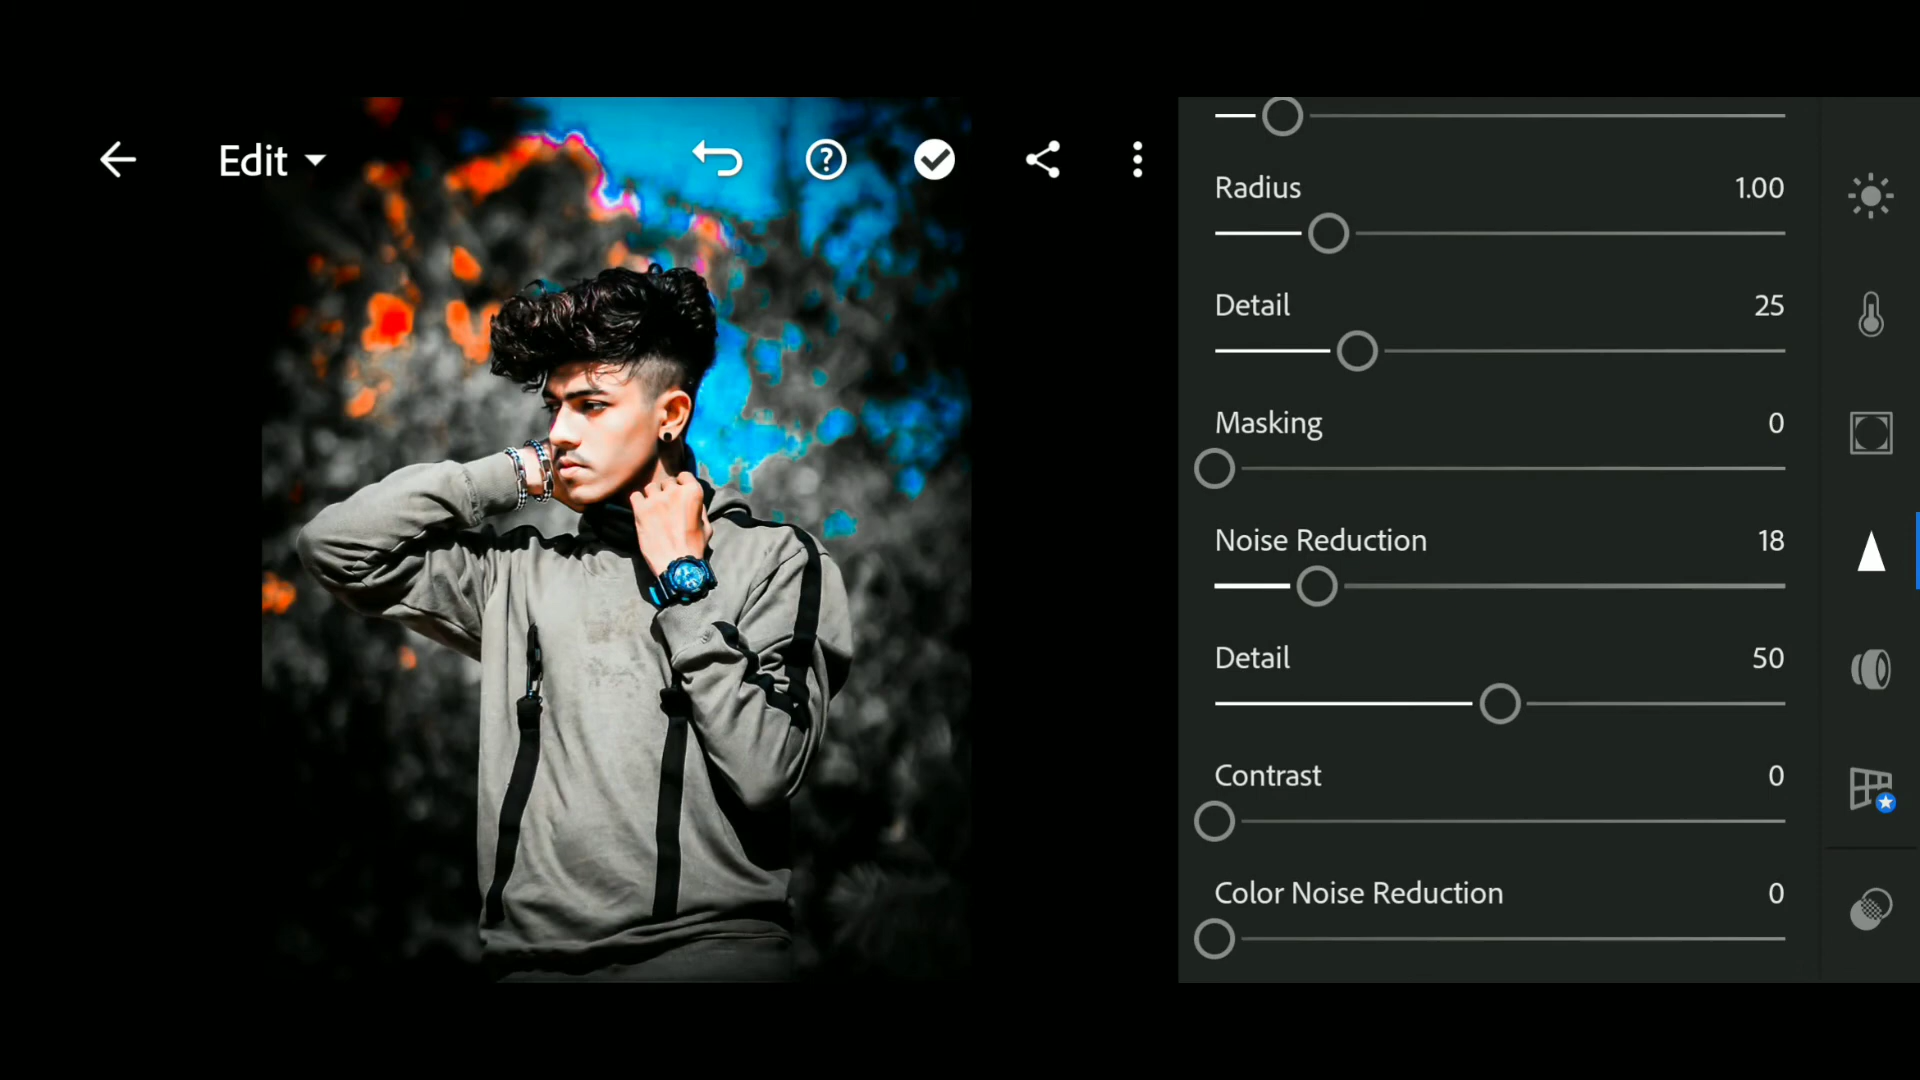 Edit
Radius 1.00
Detail 25
Masking 0
Noise Reduction 18
Detail 50
Contrast 0
Color Noise Reduction 0